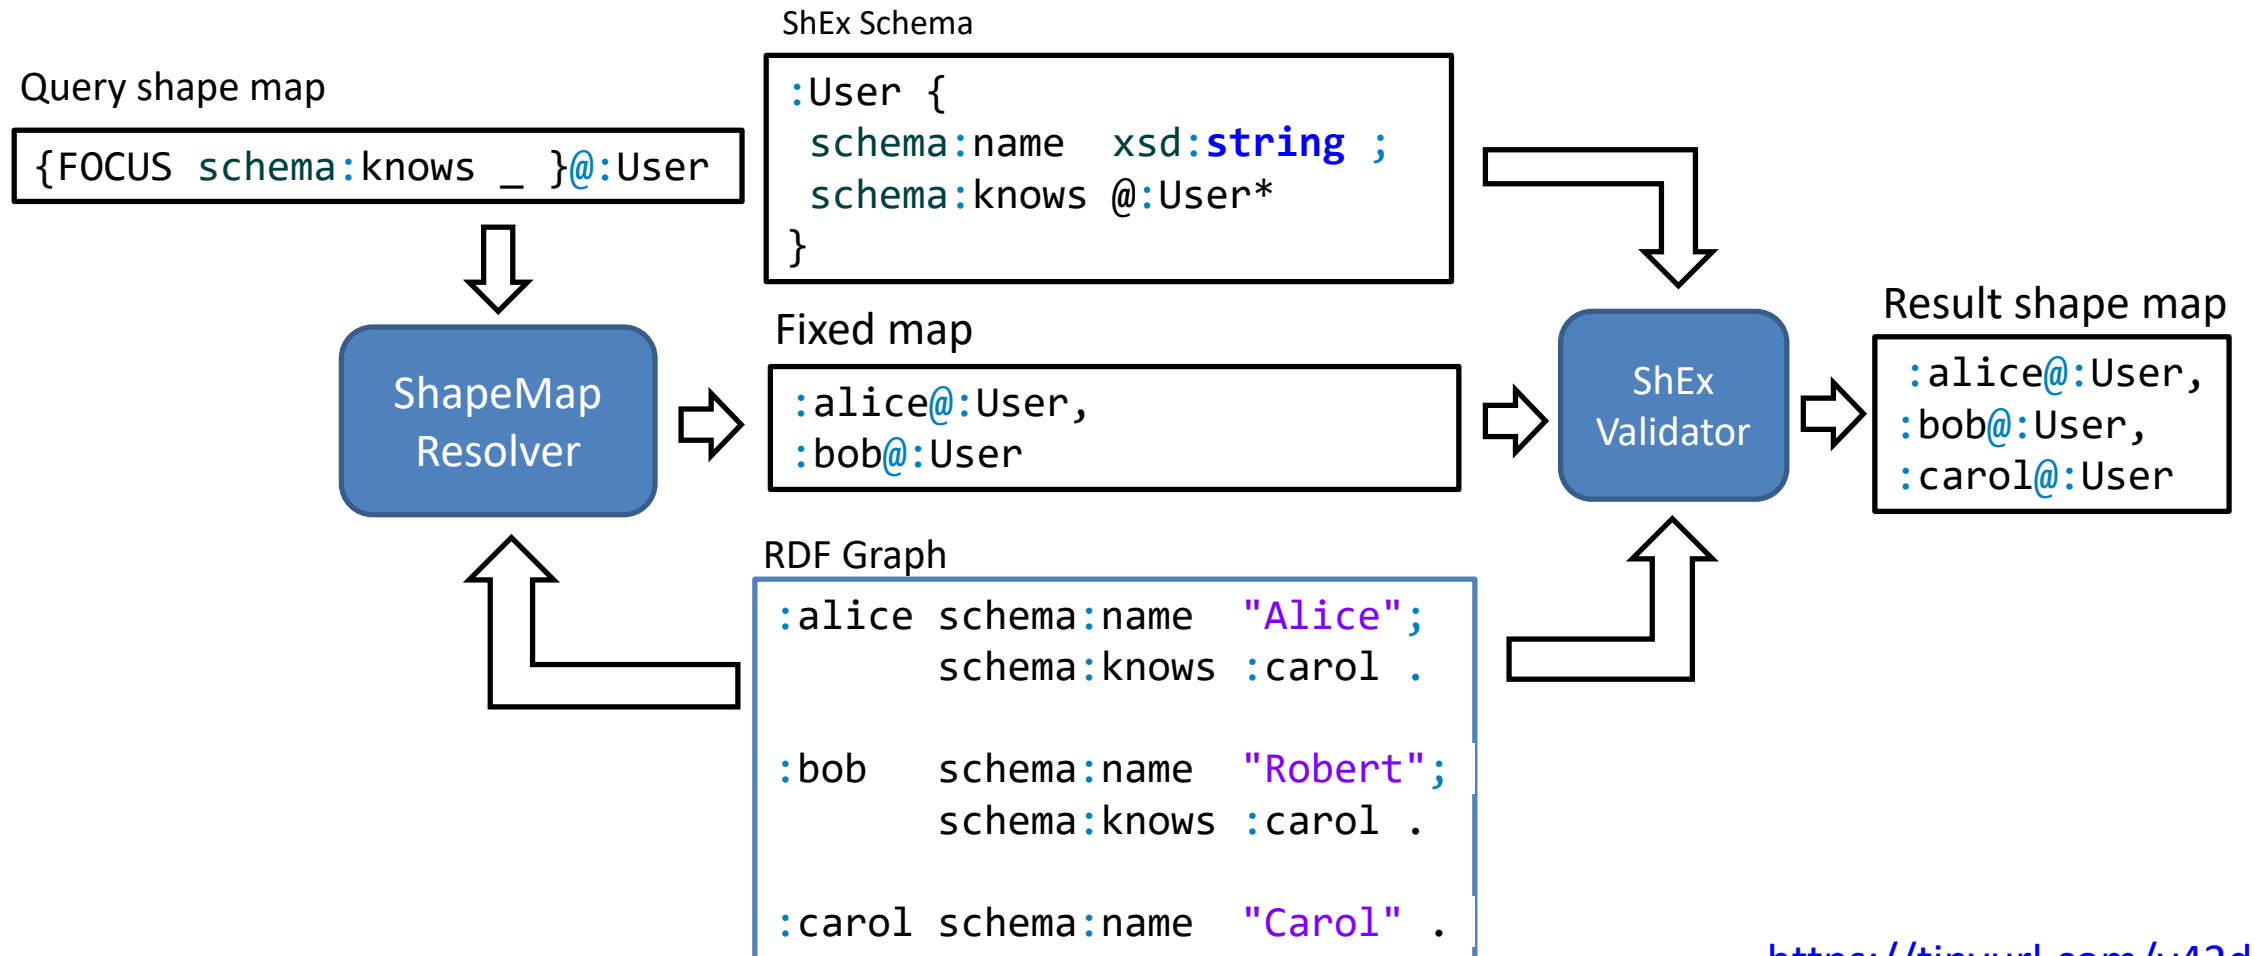 ShEx Schema
Query shape map
{FOCUS schema:knows _ }@:User
:User {
schema:name xsd:string ;
schema:knows @:User*
}
ShapeMap
Resolver
Fixed map
:alice@:User,
:bob@:User
ShEx
Validator
Result shape map
:alice@:User,
:bob@:User,
:carol@:User
RDF Graph
:alice schema:name "Alice";
schema:knows :carol .
:bob schema:name "Robert";
schema:knows :carol .
:carol schema:name "Carol" .